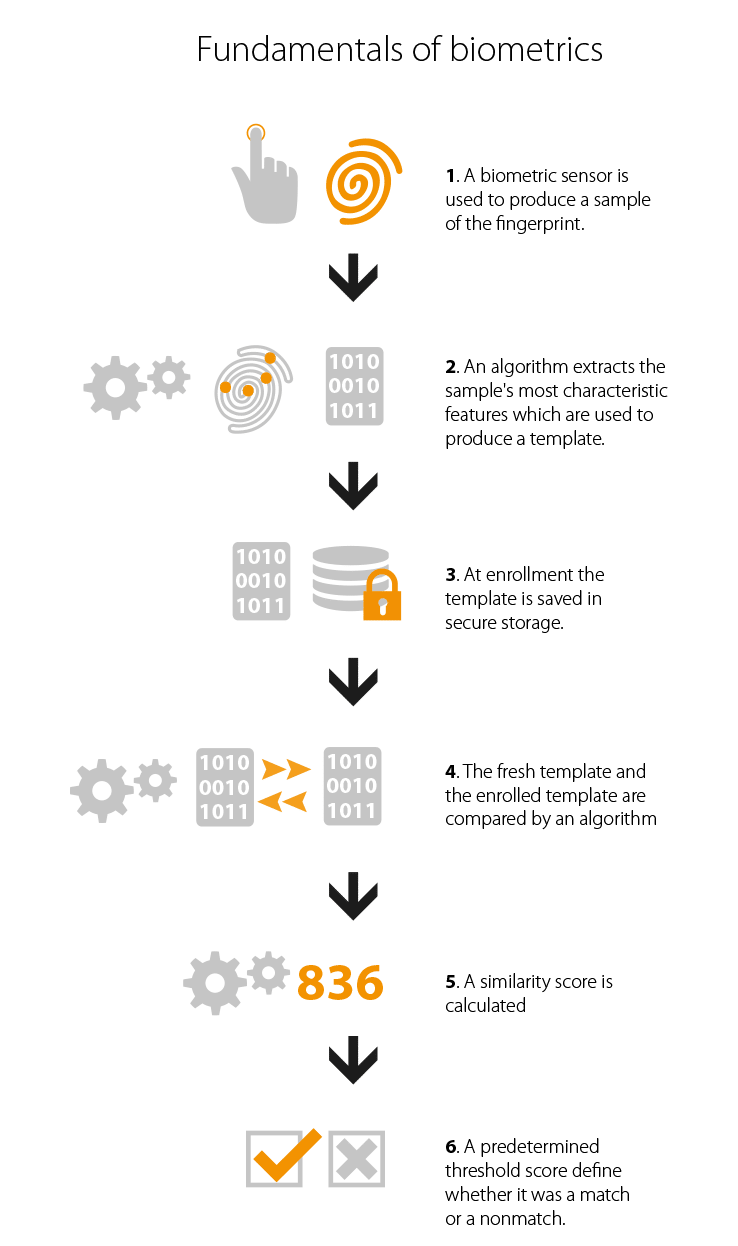 Fundamentals of biometrics
1. A biometric sensor is
used to produce a sample
of the fingerprint.
1010
0010
1011
2. An algorithm extracts the
sample's most characteristic
features which are used to
produce a template.
1010
0010
1011
3. At enrollment the
template is saved in
secure storage.
1010
0010
1011
1010
0010
1011
4. The fresh template and
the enrolled template are
compared by an algorithm
836
5. A similarity score is
calculated
6. A predetermined
threshold score define
whether it was a match
or a nonmatch.